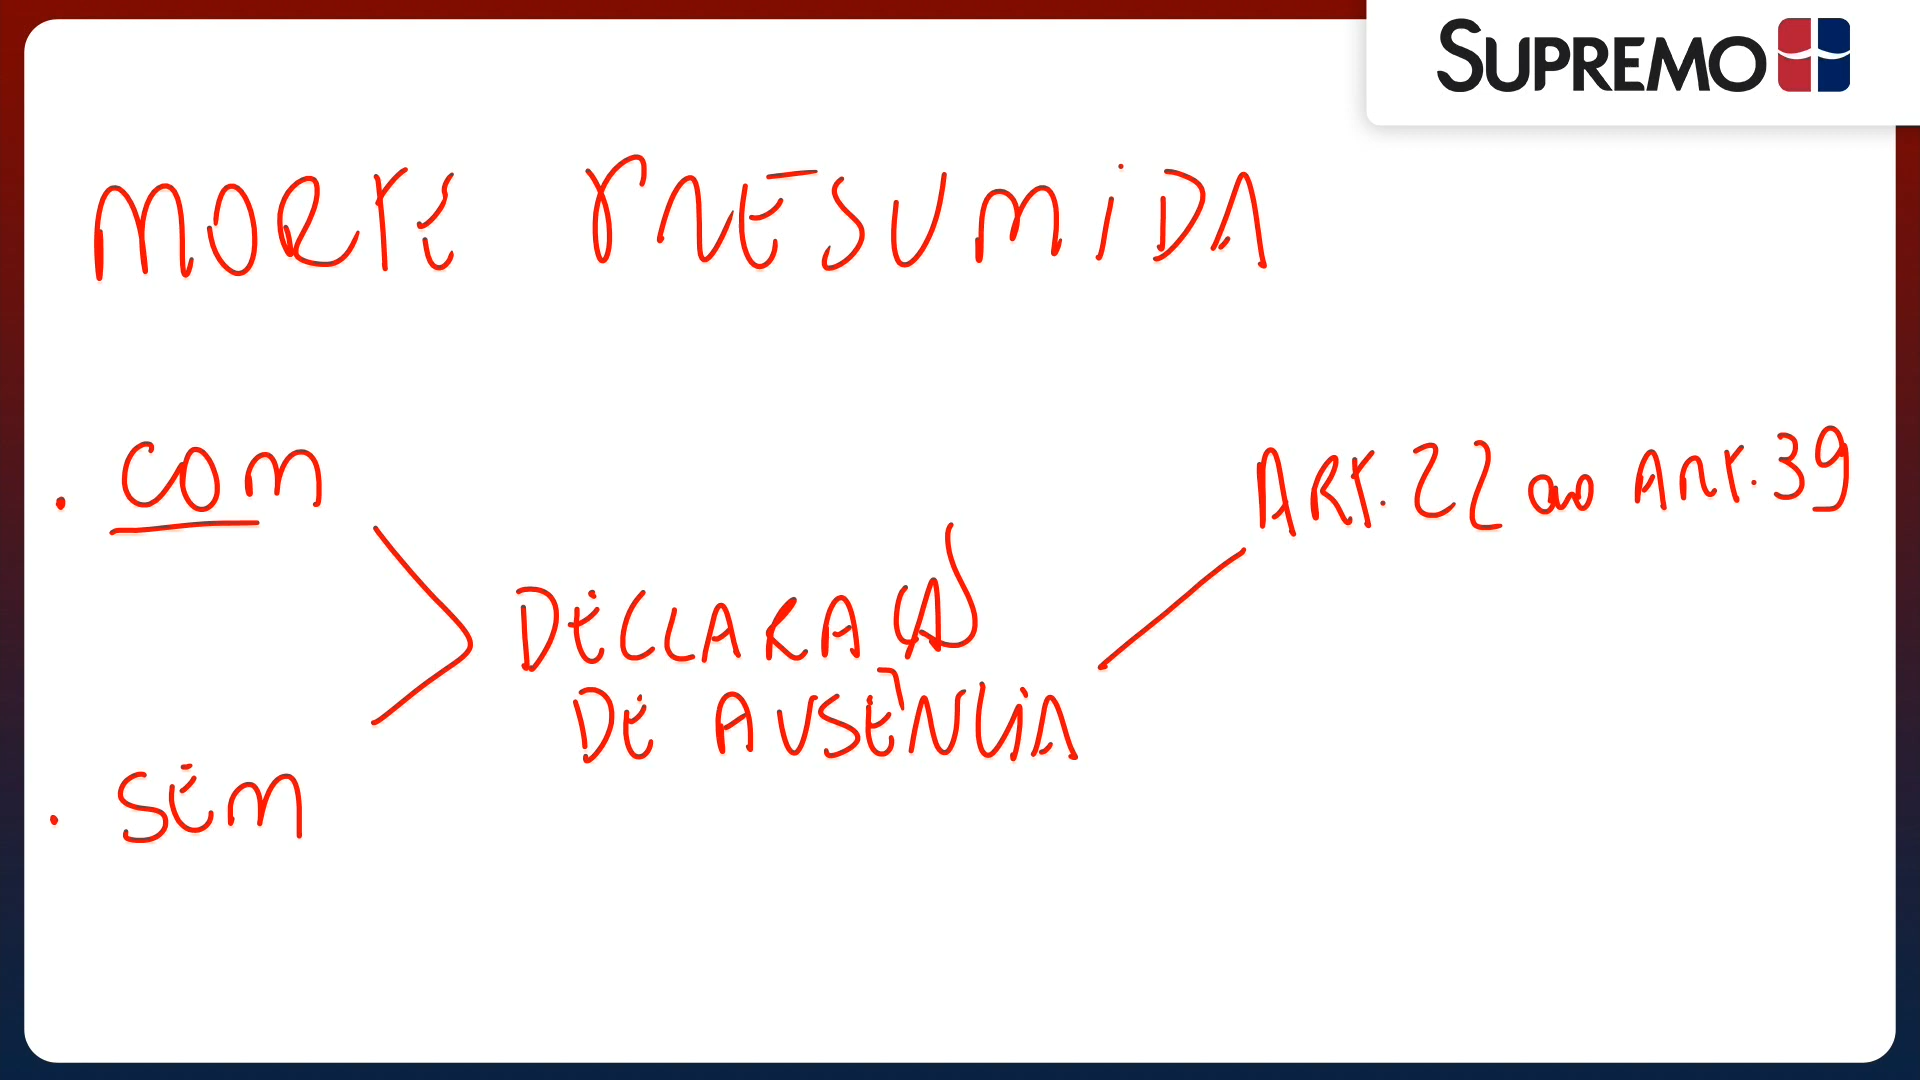 SUPREMO
MORTE PRESUMIDA
. COM
ART. 22 ao ART. 39
DECLARAÇÃO
DE AUSÊNCIA
. SEM